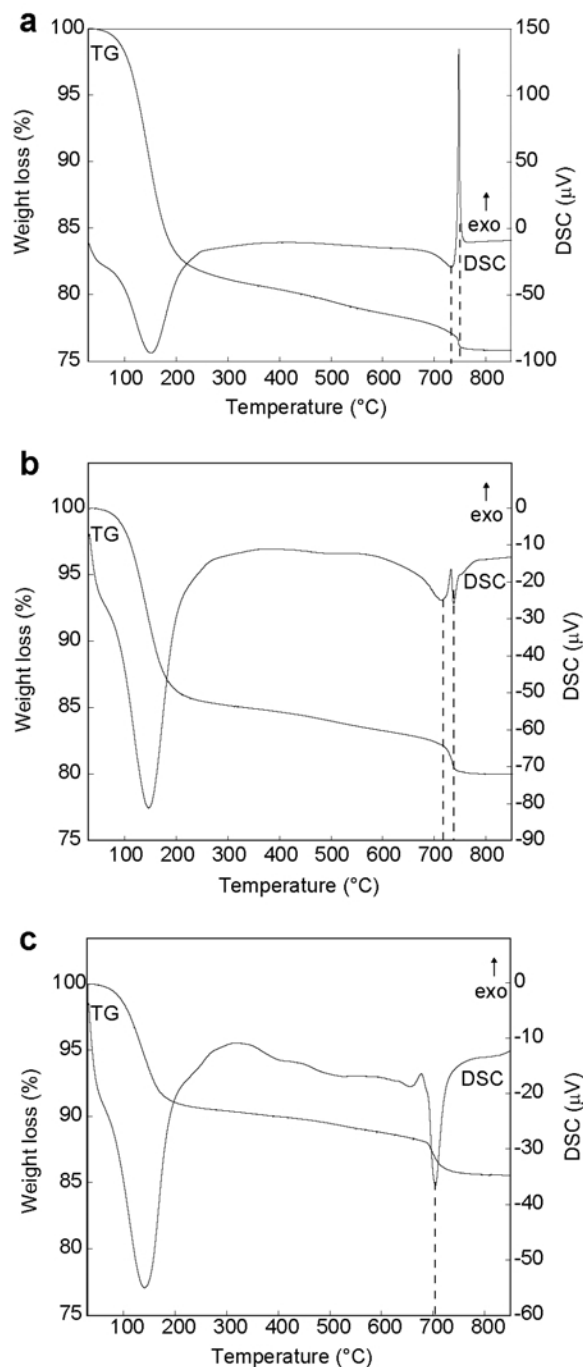 a
100
95
90
85
80
75
150
100
50
0
-50
-100
TG
↑
exo
DSC
Weight loss (%)
DSC (μV)
100 200 300 400 500 600 700 800
Temperature (°C)
b
100
95
90
85
80
75
0
-10
-20
-30
-40
-50
-60
-70
-80
-90
TG
↑
exo
DSC
Weight loss (%)
DSC (μV)
100 200 300 400 500 600 700 800
Temperature (°C)
c
100
95
90
85
80
75
0
-10
-20
-30
-40
-50
-60
TG
↑
exo
DSC
Weight loss (%)
DSC (μV)
100 200 300 400 500 600 700 800
Temperature (°C)